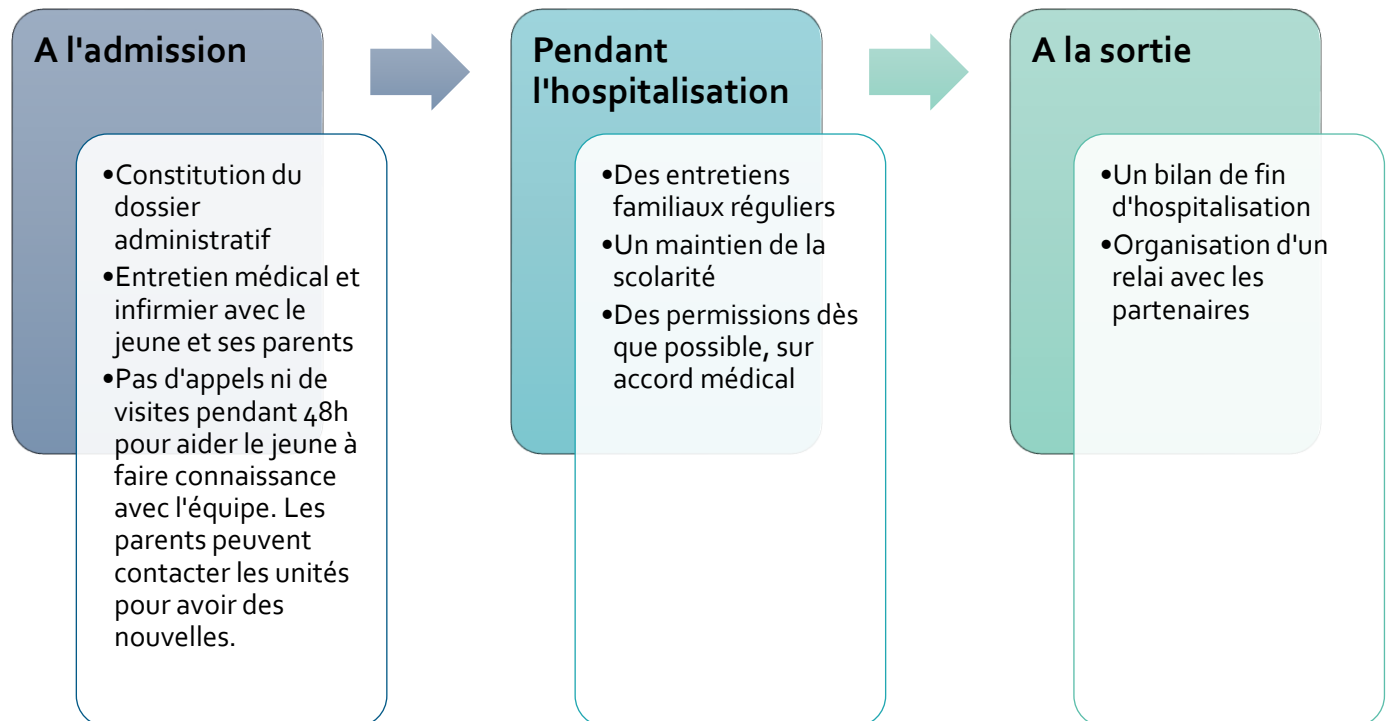 A l'admission
•Constitution du
dossier
administratif
•Entretien médical et
infirmier avec le
jeune et ses parents
•Pas d'appels ni de
visites pendant 48h
pour aider le jeune à
faire connaissance
avec l'équipe. Les
parents peuvent
contacter les unités
pour avoir des
nouvelles.
Pendant
l'hospitalisation
•Des entretiens
familiaux réguliers
•Un maintien de la
scolarité
•Des permissions dès
que possible, sur
accord médical
A la sortie
•Un bilan de fin
d'hospitalisation
•Organisation d'un
relai avec les
partenaires